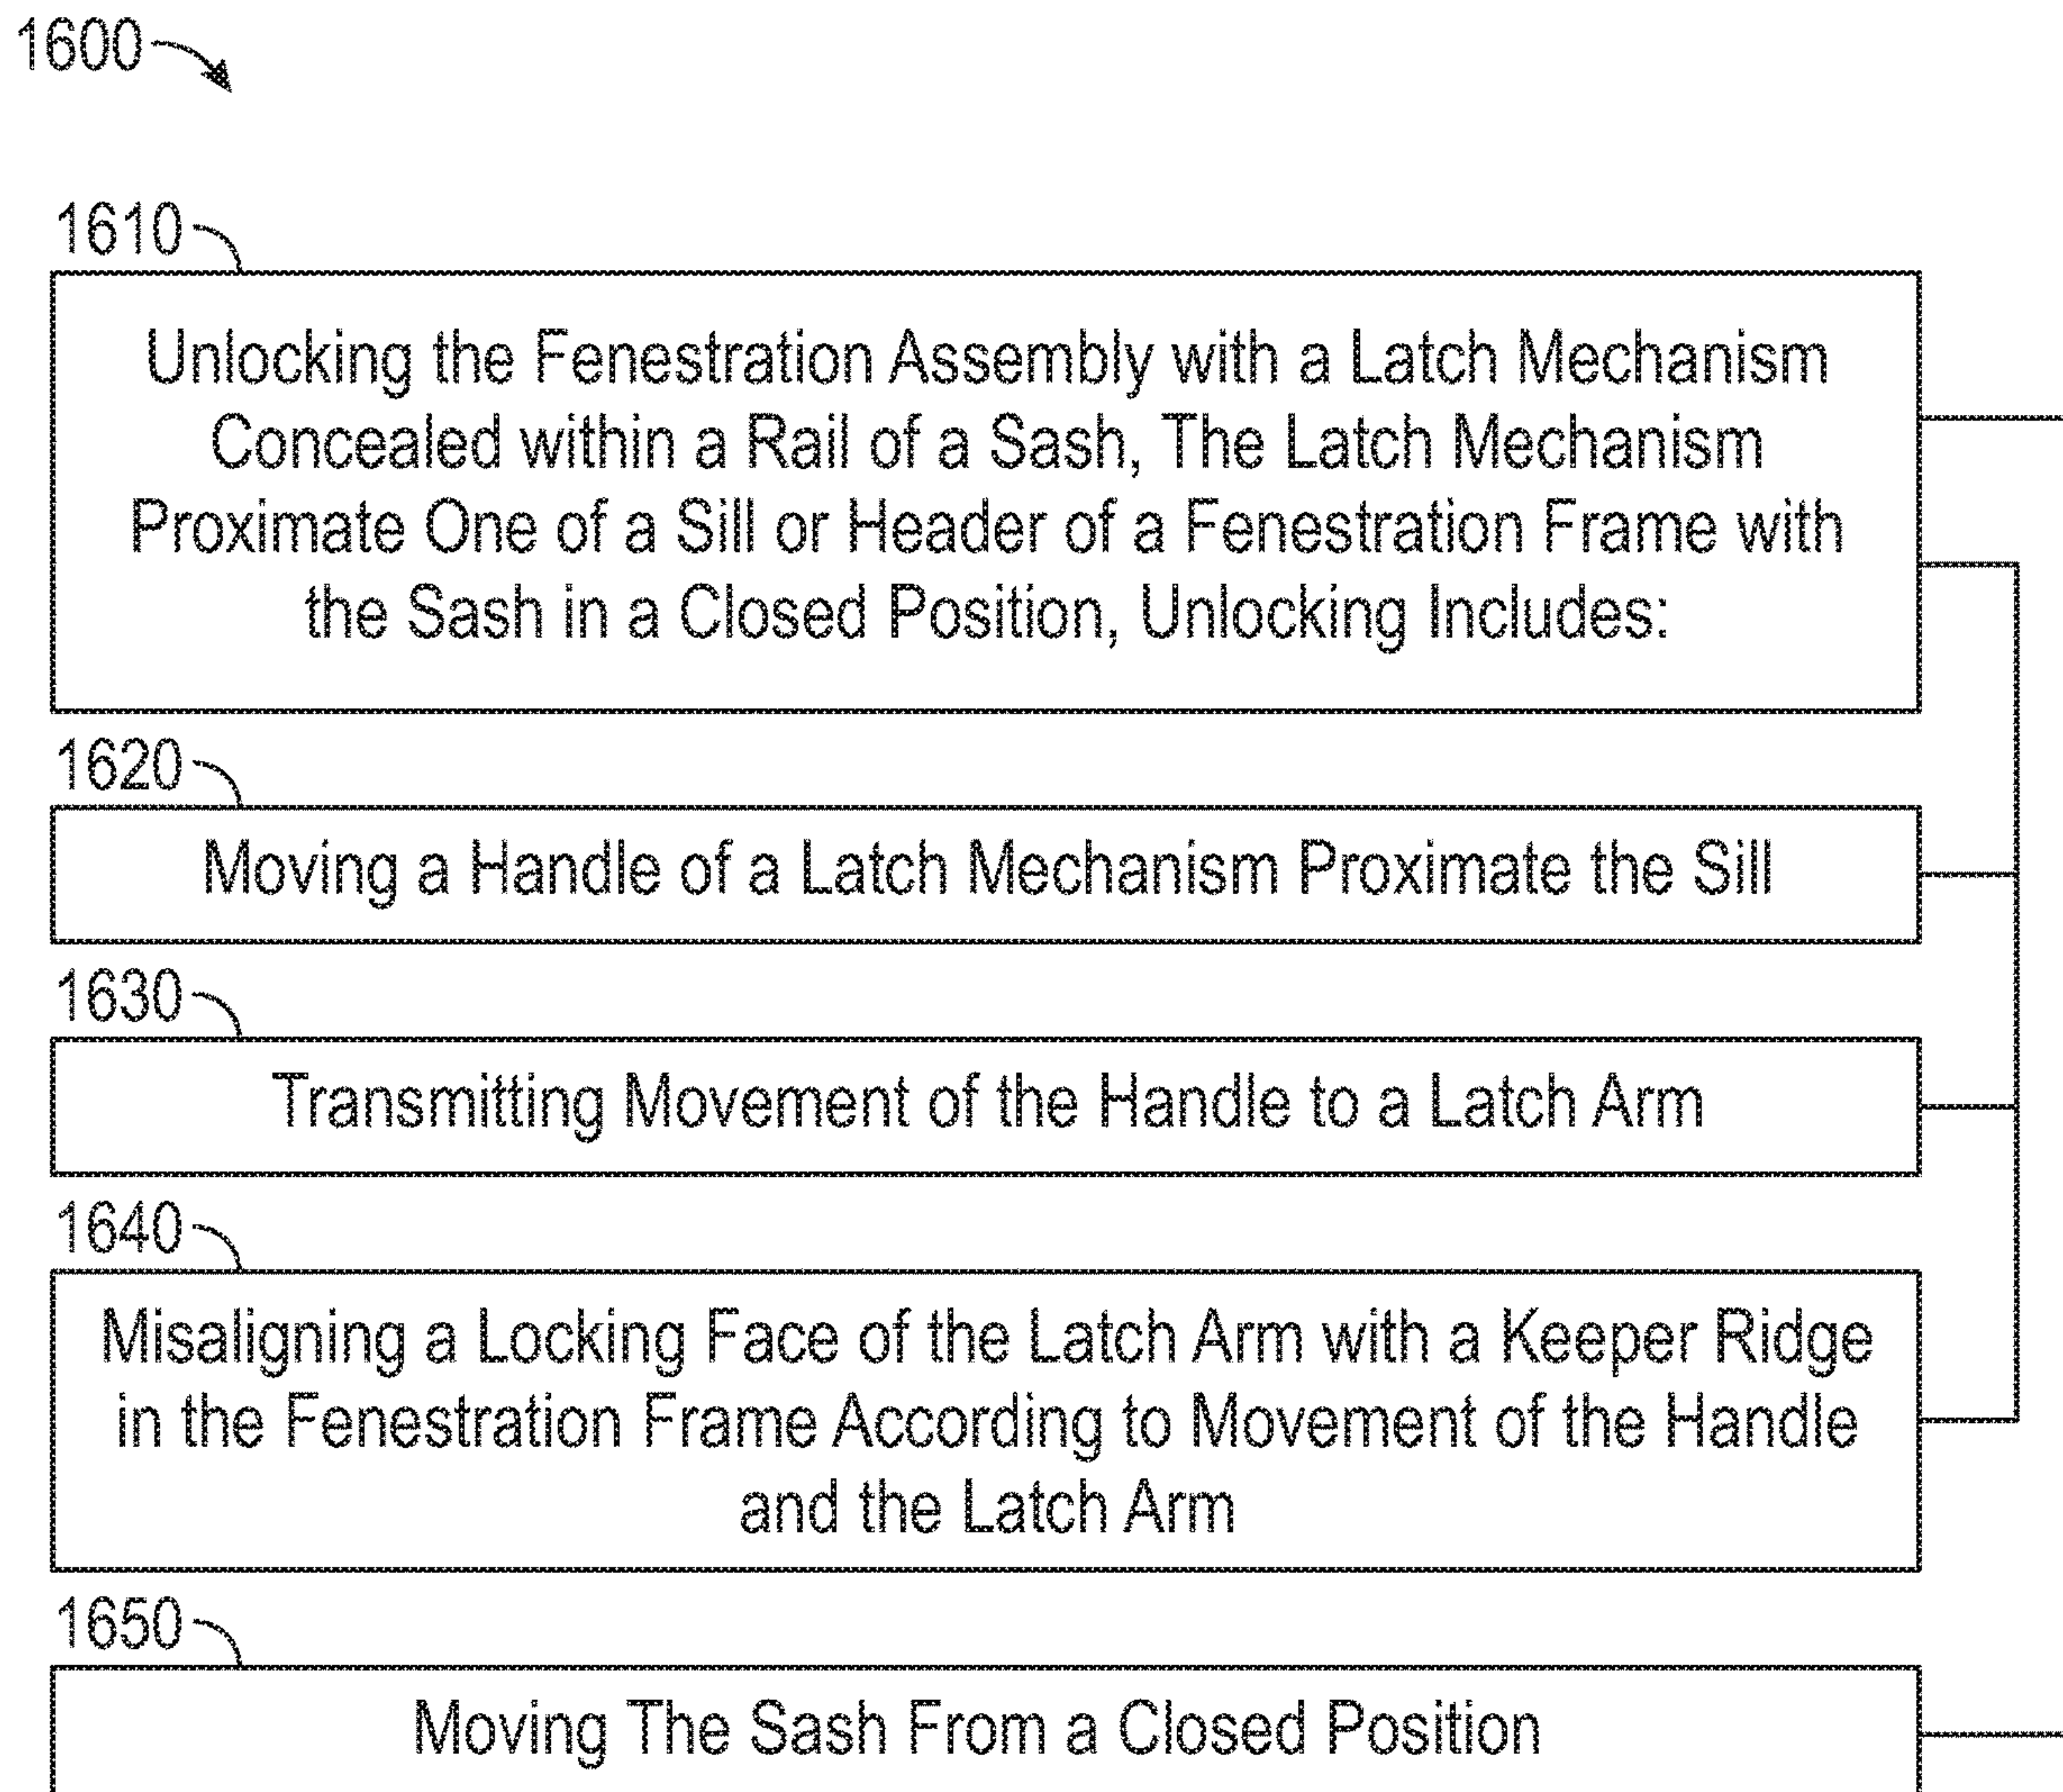 1600
1610
Unlocking the Fenestration Assembly with a Latch Mechanism
Concealed within a Rail of a Sash, The Latch Mechanism
Proximate One of a Sill or Header of a Fenestration Frame with
the Sash in a Closed Position, Unlocking Includes:
1620
Moving a Handle of a Latch Mechanism Proximate the Sill
1630
Transmitting Movement of the Handle to a Latch Arm
1640
Misaligning a Locking Face of the Latch Arm with a Keeper Ridge
in the Fenestration Frame According to Movement of the Handle
and the Latch Arm
1650
Moving The Sash From a Closed Position